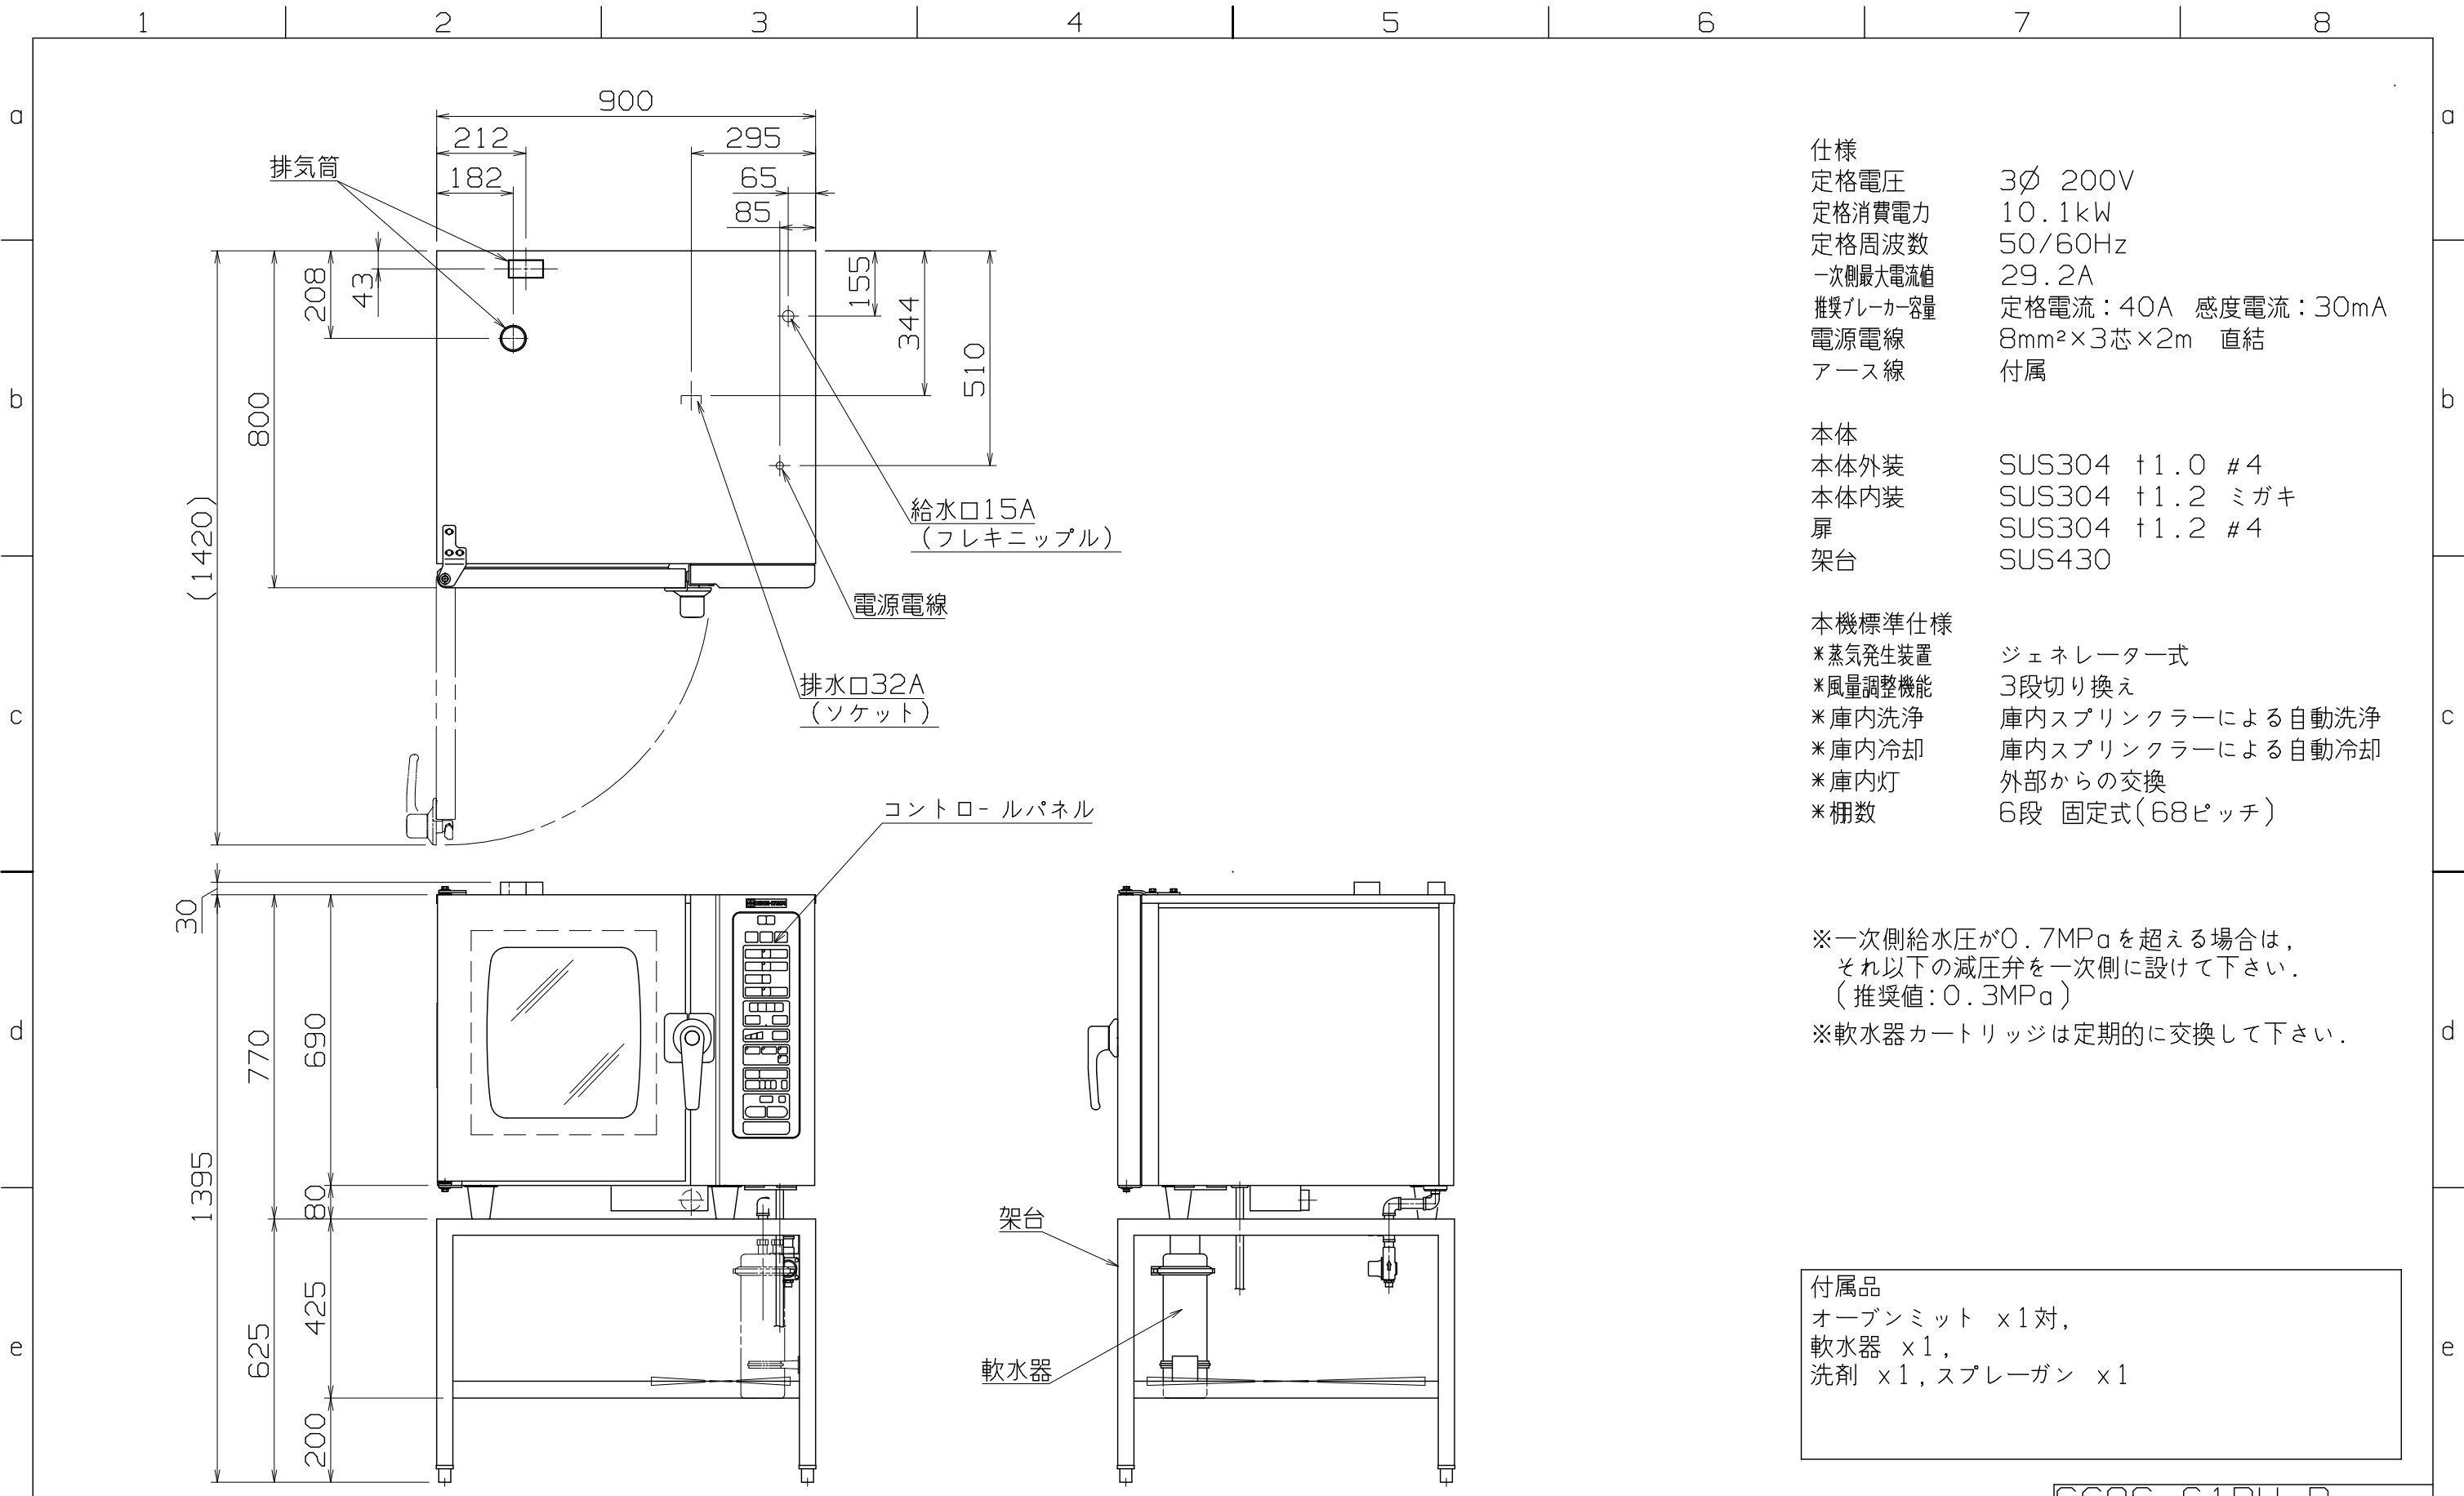 1 2 3 4 5 6 7 8
a a
b b
c c
d d
e e
900
212 295
182 65
85
排気筒
208
43
155
344
510
800
(1420)
給水口15A
(フレキニップル)
電源電線
排水口32A
(ソケット)
コントロ-ルパネル
30
770
690
1395
80
425
625
200
架台
軟水器
仕様
定格電圧 3∅ 200V
定格消費電力 10.1kW
定格周波数 50/60Hz
一次側最大電流値 29.2A
推奨ブレーカー容量 定格電流：40A 感度電流：30mA
電源電線 8mm²×3芯×2m 直結
アース線 付属
本体
本体外装 SUS304 t1.0 #4
本体内装 SUS304 t1.2 ミガキ
扉 SUS304 t1.2 #4
架台 SUS430
本機標準仕様
*蒸気発生装置 ジェネレーター式
*風量調整機能 3段切り換え
*庫内洗浄 庫内スプリンクラーによる自動洗浄
*庫内冷却 庫内スプリンクラーによる自動冷却
*庫内灯 外部からの交換
*棚数 6段 固定式(68ピッチ)
※一次側給水圧が0.7MPaを超える場合は,
それ以下の減圧弁を一次側に設けて下さい.
(推奨値:0.3MPa)
※軟水器カートリッジは定期的に交換して下さい.
付属品
オーブンミット x1対,
軟水器 x1,
洗剤 x1,スプレーガン x1